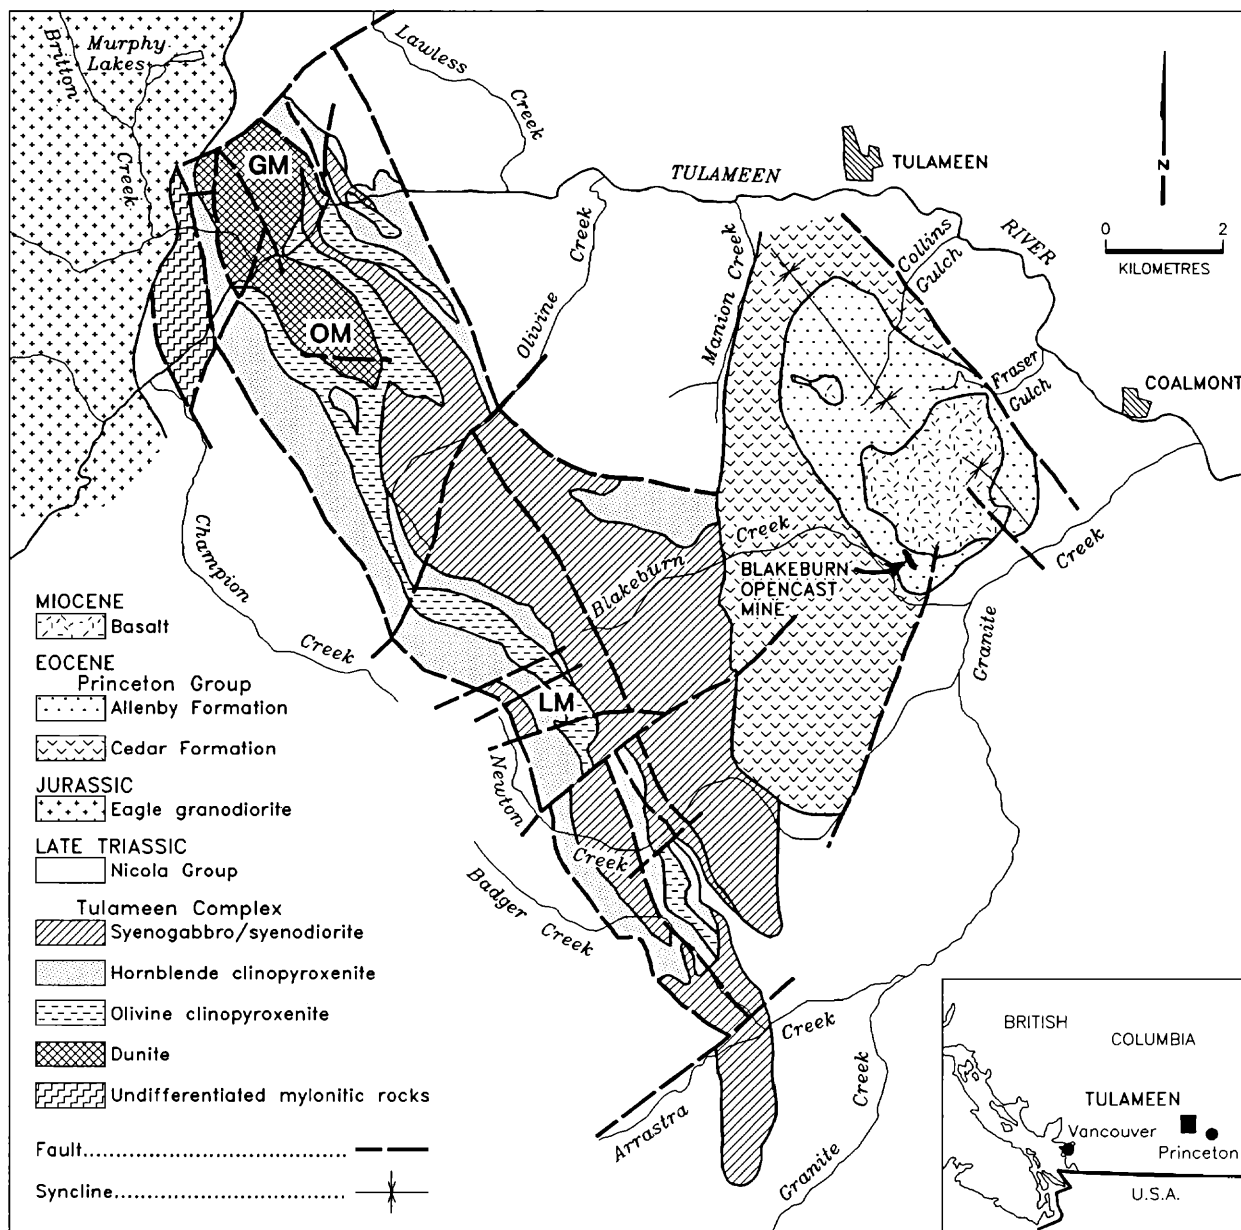 Murphy
Lakes
Britton
Creek
Lawless
Creek
GM
OM
LM
TULAMEEN
RIVER
TULAMEEN
N
0 2
KILOMETRES
Olivine
Creek
Manion
Creek
Collins
Gulch
Fraser
Gulch
COALMONT
Champion
Creek
Blakeburn
Creek
BLAKEBURN
OPENCAST
MINE
Granite
Creek
Newton
Creek
Badger
Creek
Arrastra
Creek
Granite
Creek
MIOCENE
Basalt
EOCENE
Princeton Group
Allenby Formation
Cedar Formation
JURASSIC
Eagle granodiorite
LATE TRIASSIC
Nicola Group
Tulameen Complex
Syenogabbro/syenodiorite
Hornblende clinopyroxenite
Olivine clinopyroxenite
Dunite
Undifferentiated mylonitic rocks
Fault
Syncline
BRITISH
COLUMBIA
TULAMEEN
Vancouver
Princeton
U.S.A.